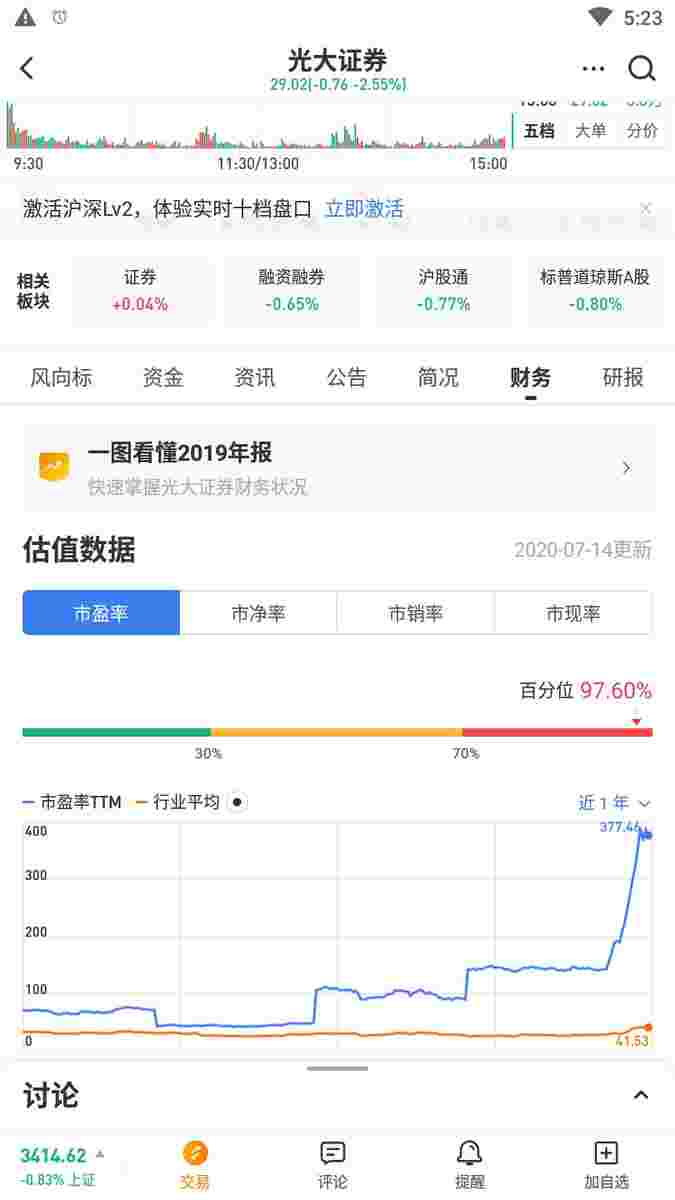 5:23
光大证券
29.02(-0.76 -2.55%)
五档 大单 分价
9:30 11:30/13:00 15:00
激活沪深Lv2，体验实时十档盘口 立即激活
相关板块
证券 融资融券 沪股通 标普道琼斯A股
+0.04% -0.65% -0.77% -0.80%
风向标 资金 资讯 公告 简况 财务 研报
一图看懂2019年报
快速掌握光大证券财务状况
估值数据 2020-07-14更新
市盈率 市净率 市销率 市现率
百分位 97.60%
30% 70%
市盈率TTM 行业平均 近1年
400 377.46
300
200
100
0 41.53
讨论
3414.62
-0.83% 上证
交易 评论 提醒 加自选